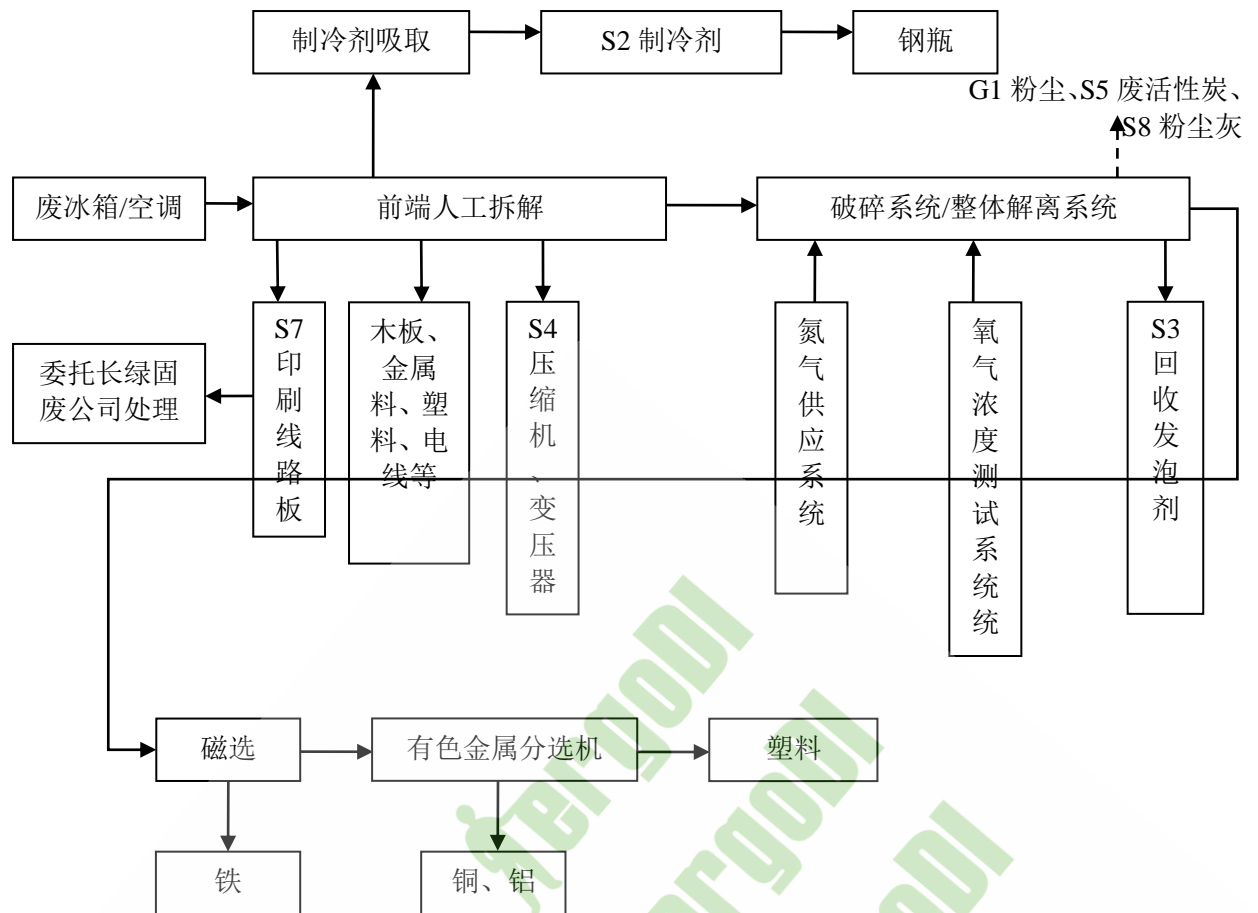 制冷剂吸取
S2 制冷剂
钢瓶
G1 粉尘、S5 废活性炭、
S8 粉尘灰
废冰箱/空调
前端人工拆解
破碎系统/整体解离系统
委托长绿固
废公司处理
S7
印
刷
线
路
板
木板、
金属
料、塑
料、电
线等
S4
压
缩
机
、
变
压
器
氮
气
供
应
系
统
氧
气
浓
度
测
试
系
统
统
S3
回
收
发
泡
剂
磁选
有色金属分选机
塑料
铁
铜、铝
ergoDI
ergoDI
goDI